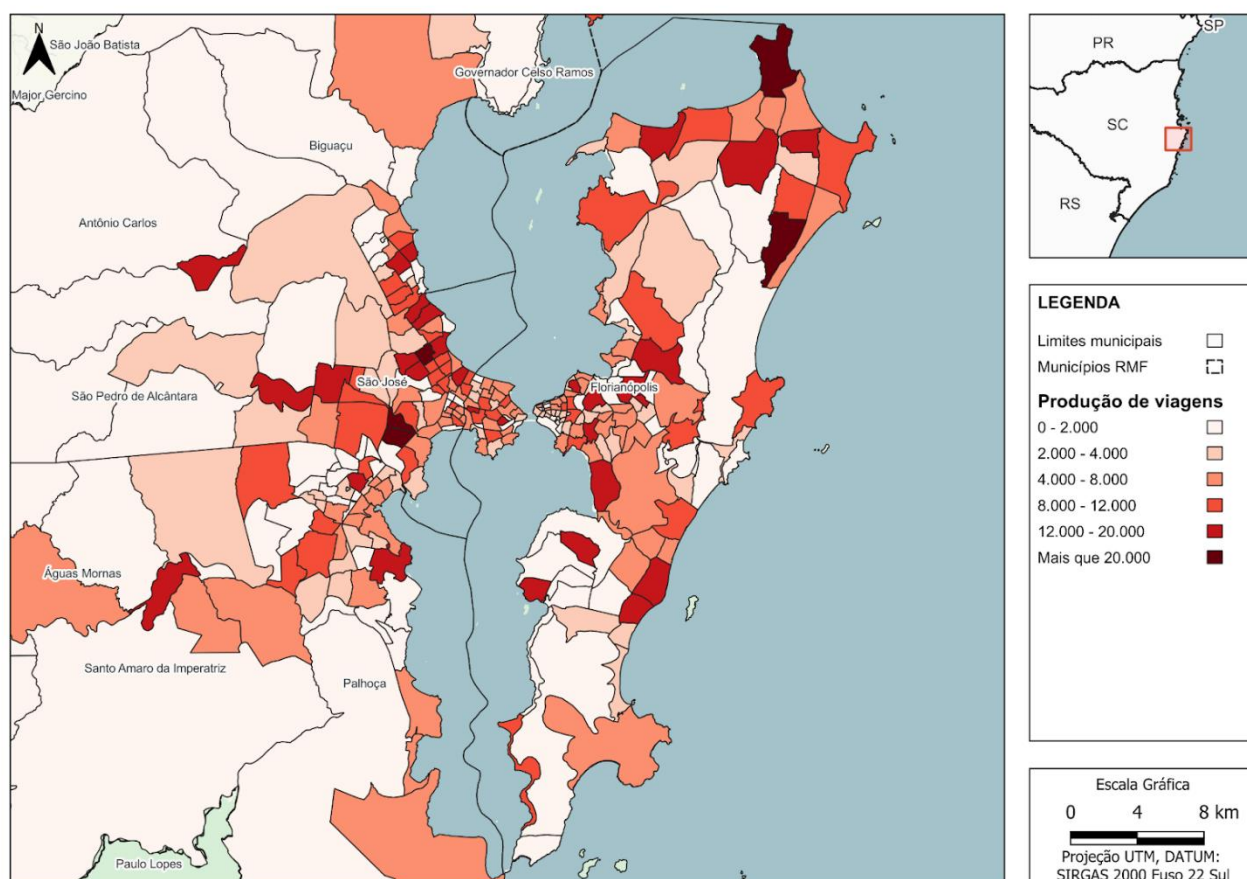 N
São João Batista
Major Gercino
Governador Celso Ramos
Biguaçu
Antônio Carlos
São José
Florianópolis
São Pedro de Alcântara
Águas Mornas
Santo Amaro da Imperatriz
Palhoça
Paulo Lopes
SP
PR
SC
RS
LEGENDA
Limites municipais
Municípios RMF
Produção de viagens
0 - 2.000
2.000 - 4.000
4.000 - 8.000
8.000 - 12.000
12.000 - 20.000
Mais que 20.000
Escala Gráfica
0 4 8 km
Projeção UTM, DATUM:
SIRGAS 2000 Fuso 22 Sul